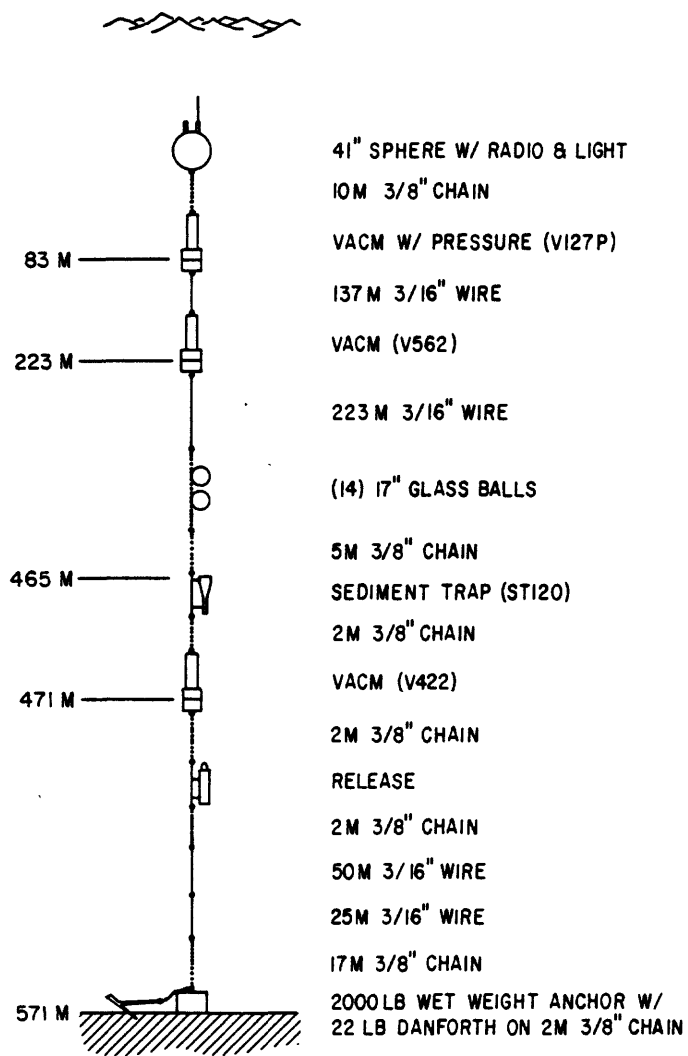 41" SPHERE W/ RADIO & LIGHT
10M 3/8" CHAIN
VACM W/ PRESSURE (V127P)
83 M
137M 3/16" WIRE
VACM (V562)
223 M
223M 3/16" WIRE
(14) 17" GLASS BALLS
5M 3/8" CHAIN
465 M
SEDIMENT TRAP (ST120)
2M 3/8" CHAIN
VACM (V422)
471 M
2M 3/8" CHAIN
RELEASE
2M 3/8" CHAIN
50M 3/16" WIRE
25M 3/16" WIRE
17M 3/8" CHAIN
571 M
2000LB WET WEIGHT ANCHOR W/
22 LB DANFORTH ON 2M 3/8" CHAIN